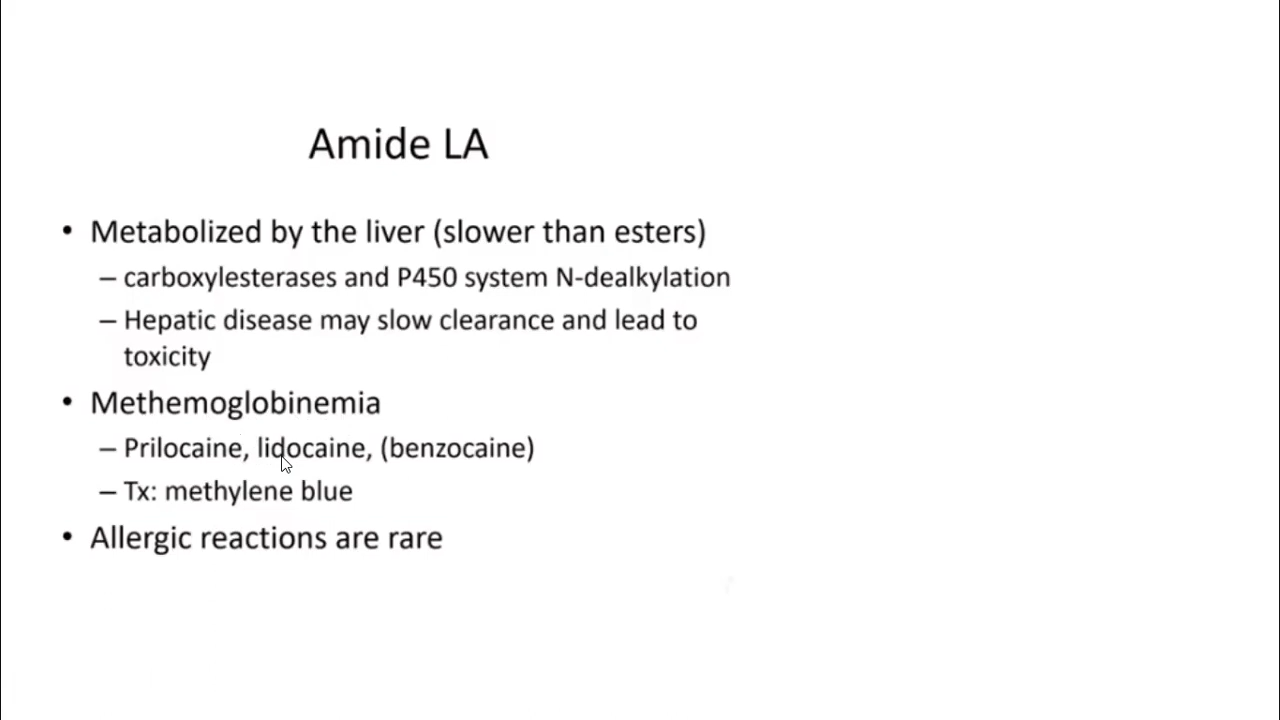 Amide LA
• Metabolized by the liver (slower than esters)
– carboxylesterases and P450 system N-dealkylation
– Hepatic disease may slow clearance and lead to
toxicity
• Methemoglobinemia
– Prilocaine, lidocaine, (benzocaine)
– Tx: methylene blue
• Allergic reactions are rare